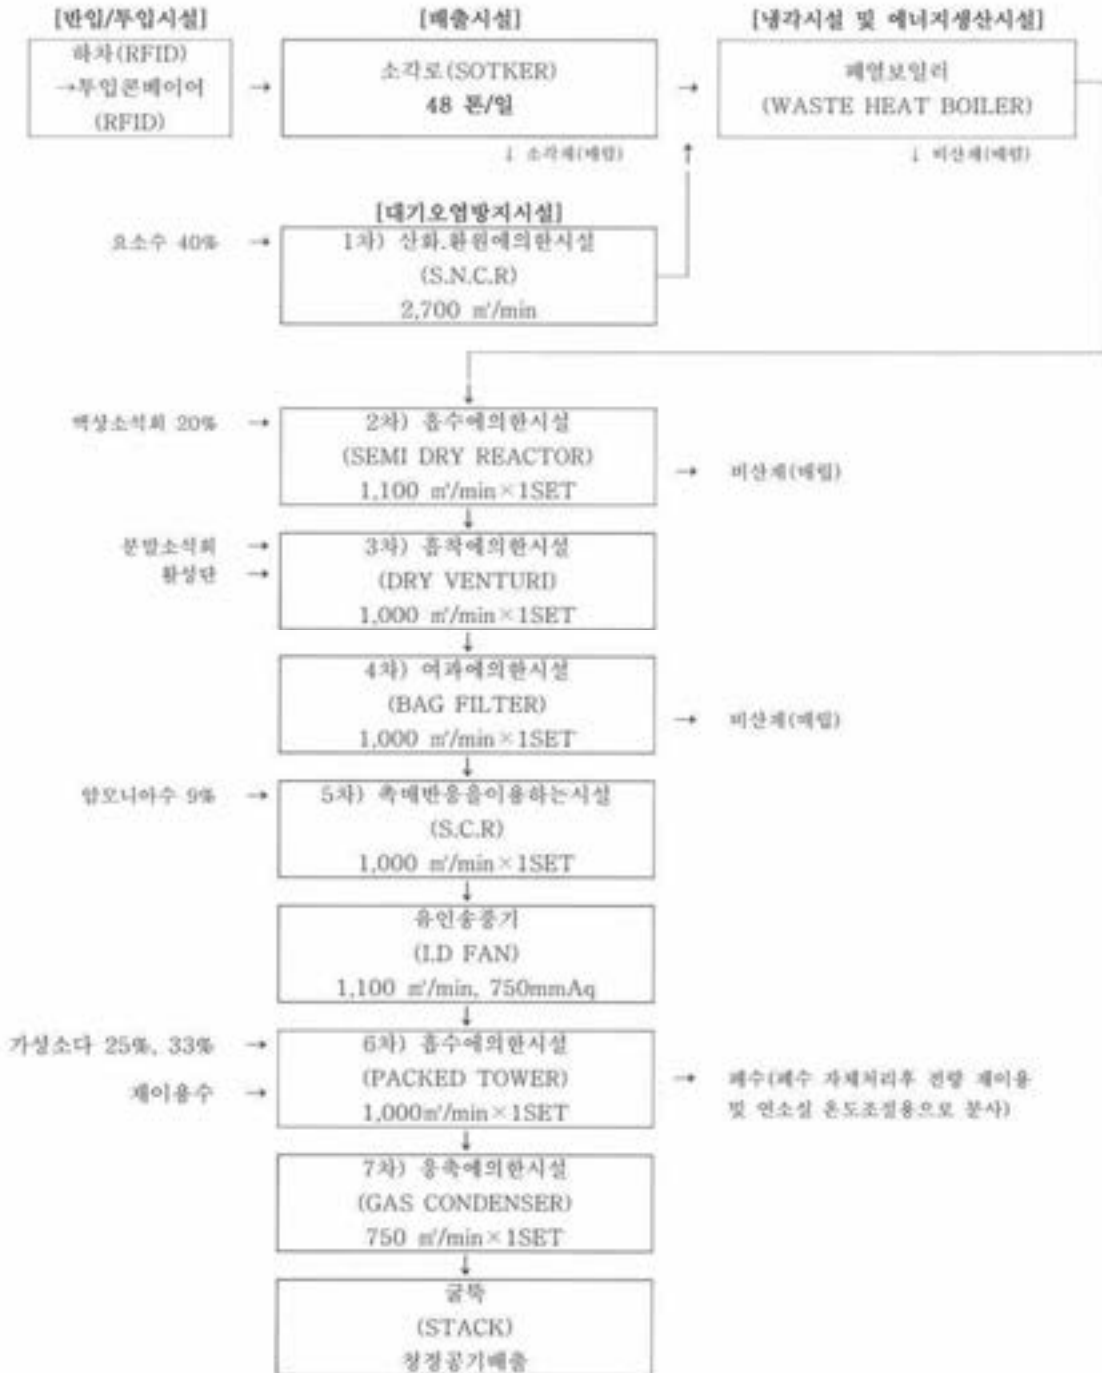 [반입/투입시설]
[배출시설]
[냉각시설 및 에너지생산시설]
하차(RFID)
→투입콘베이어
(RFID)
→
소각로(SOTKER)
48 톤/일
→
폐열보일러
(WASTE HEAT BOILER)
↓ 소각재(매립)
↓ 비산재(매립)
[대기오염방지시설]
요소수 40% →
1차) 산화.환원에의한시설
(S.N.C.R)
2,700 ㎥/min
액상소석회 20% →
2차) 흡수에의한시설
(SEMI DRY REACTOR)
1,100 ㎥/min×1SET
→ 비산재(매립)
분말소석회 →
활성탄 →
3차) 흡착에의한시설
(DRY VENTURI)
1,000 ㎥/min×1SET
4차) 여과에의한시설
(BAG FILTER)
1,000 ㎥/min×1SET
→ 비산재(매립)
암모니아수 9% →
5차) 촉매반응을이용하는시설
(S.C.R)
1,000 ㎥/min×1SET
유인송풍기
(I.D FAN)
1,100 ㎥/min, 750mmAq
가성소다 25%, 33% →
재이용수 →
6차) 흡수에의한시설
(PACKED TOWER)
1,000㎥/min×1SET
→ 폐수(폐수 자체처리후 전량 재이용
및 연소실 온도조절용으로 분사)
7차) 응축에의한시설
(GAS CONDENSER)
750 ㎥/min×1SET
굴뚝
(STACK)
청정공기배출